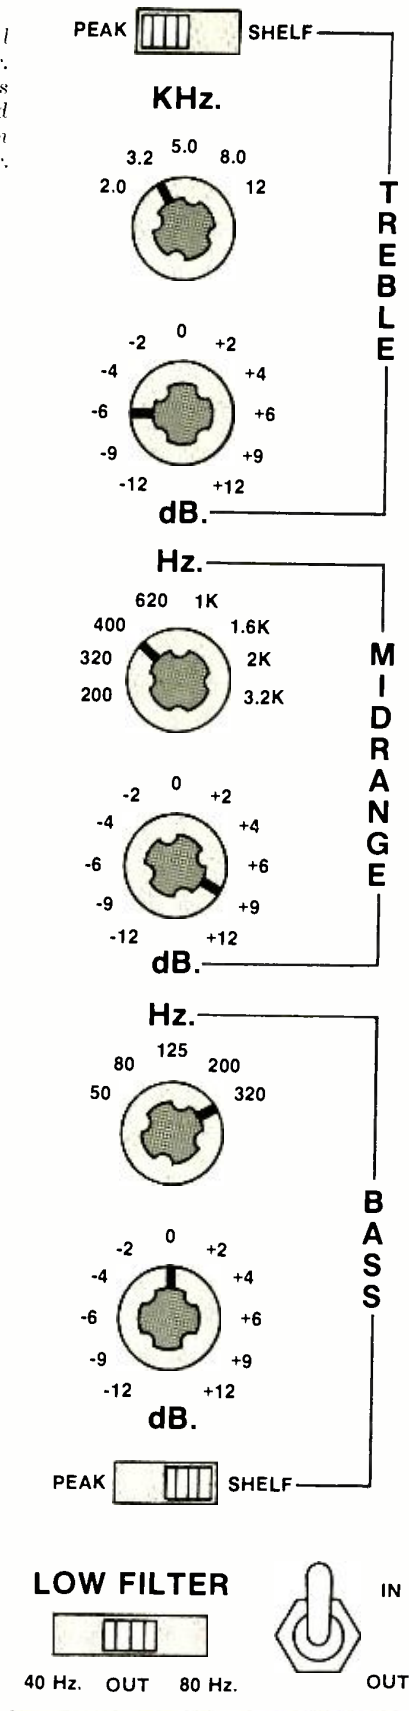 PEAK SHELF
KHz.
2.0 3.2 5.0 8.0 12
TREBLE
-12 -9 -6 -4 -2 0 +2 +4 +6 +9 +12
dB.
Hz.
200 320 400 620 1K 1.6K 2K 3.2K
MIDRANGE
-12 -9 -6 -4 -2 0 +2 +4 +6 +9 +12
dB.
Hz.
50 80 125 200 320
BASS
-12 -9 -6 -4 -2 0 +2 +4 +6 +9 +12
dB.
PEAK SHELF
LOW FILTER
40 Hz. OUT 80 Hz.
IN
OUT